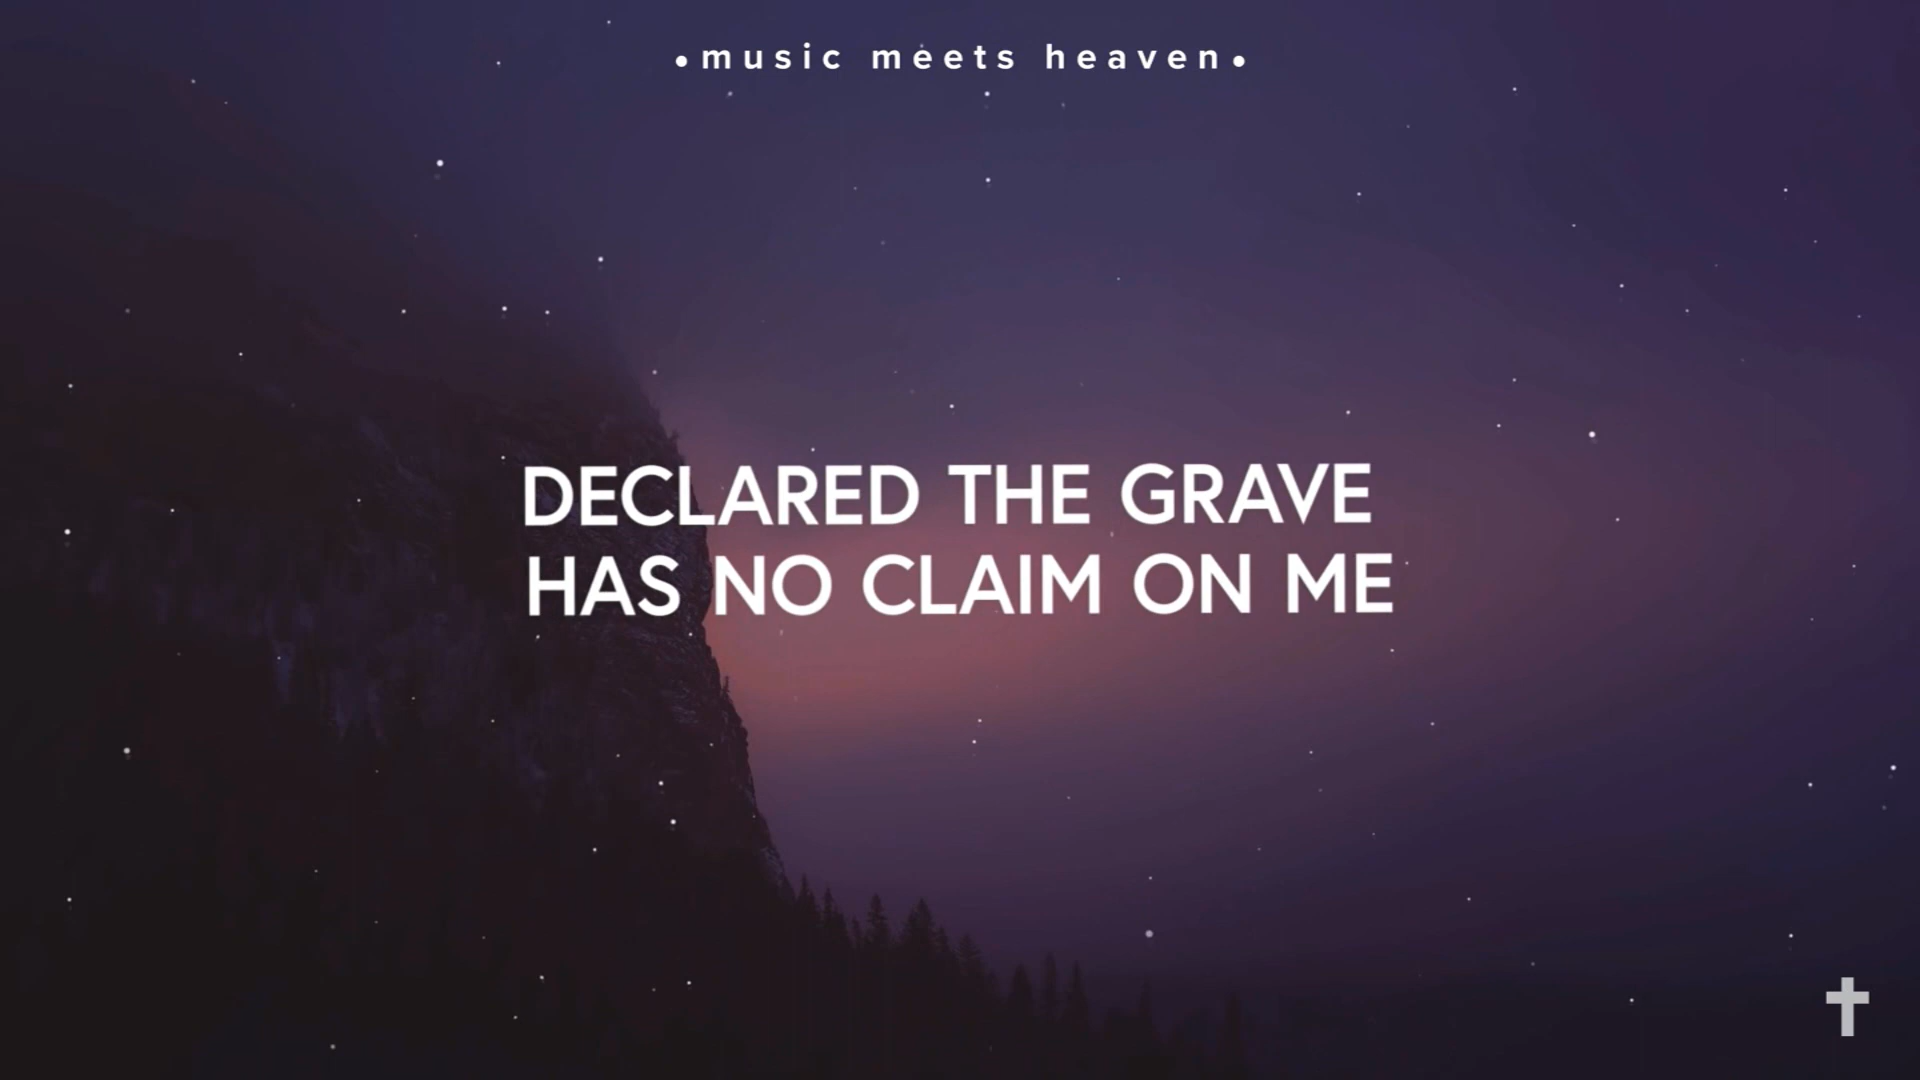 •music meets heaven•
DECLARED THE GRAVE
HAS NO CLAIM ON ME